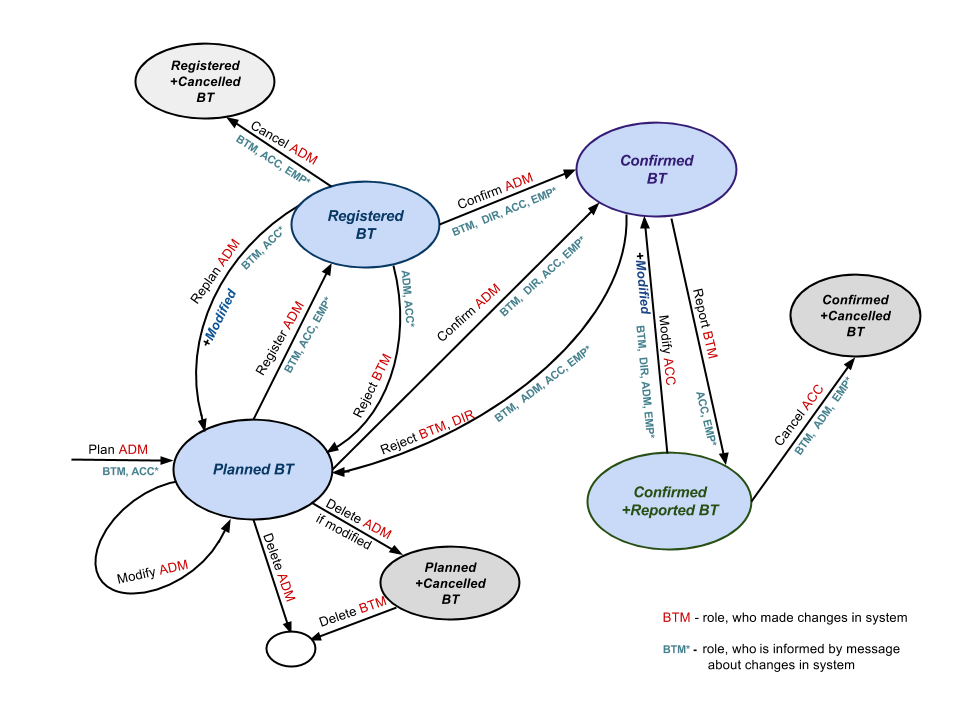 Registered
+Cancelled
BT
Cancel ADM
BTM, ACC, EMP*
Registered
BT
Confirm ADM
BTM, DIR, ACC, EMP*
Confirmed
BT
Replan ADM
BTM, ACC*
+Modified
Register ADM
BTM, ACC, EMP*
ADM, ACC*
Reject BTM
Confirm ADM
BTM, DIR, ACC, EMP*
Reject BTM, DIR
BTM, ADM, ACC, EMP*
+Modified
Modify ACC
BTM, DIR, ADM, EMP*
Report BTM
ACC, EMP*
Confirmed
+Cancelled
BT
Cancel ACC
BTM, ADM, EMP*
Plan ADM
BTM, ACC*
Planned BT
Confirmed
+Reported BT
Modify ADM
Delete ADM
Delete ADM
if modified
Planned
+Cancelled
BT
Delete BTM
BTM - role, who made changes in system
BTM* - role, who is informed by message
about changes in system